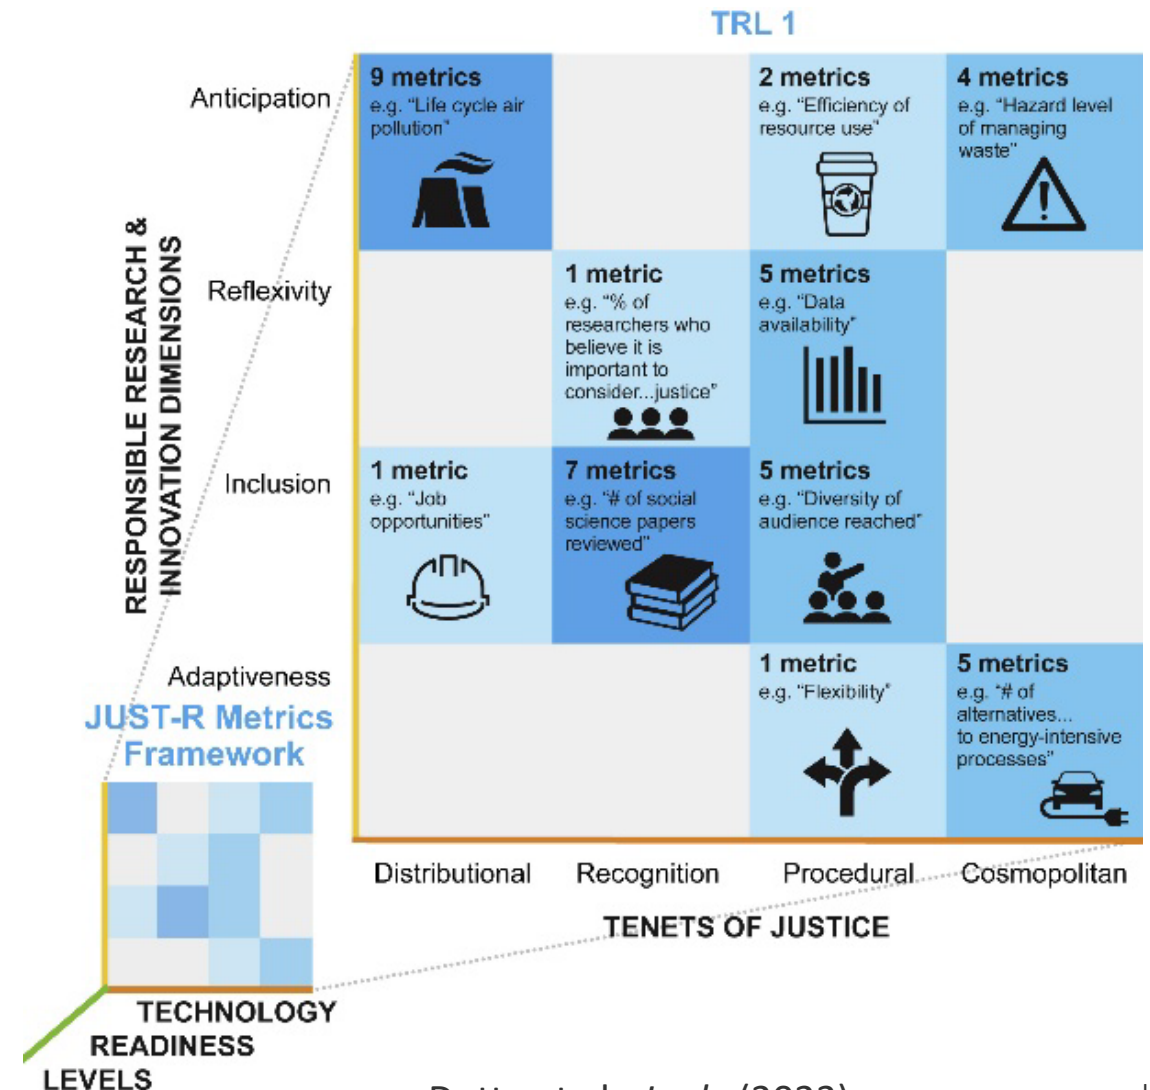 TRL 1
Anticipation
9 metrics
e.g. “Life cycle air
pollution”
2 metrics
e.g. “Efficiency of
resource use”
4 metrics
e.g. “Hazard level
of managing
waste”
RESPONSIBLE RESEARCH &
INNOVATION DIMENSIONS
Reflexivity
1 metric
e.g. “% of
researchers who
believe it is
important to
consider...justice”
5 metrics
e.g. “Data
availability”
Inclusion
1 metric
e.g. “Job
opportunities”
7 metrics
e.g. “# of social
science papers
reviewed”
5 metrics
e.g. “Diversity of
audience reached”
Adaptiveness
1 metric
e.g. “Flexibility”
5 metrics
e.g. “# of
alternatives...
to energy-intensive
processes”
JUST-R Metrics
Framework
Distributional
Recognition
Procedural
Cosmopolitan
TENETS OF JUSTICE
TECHNOLOGY
READINESS
LEVELS